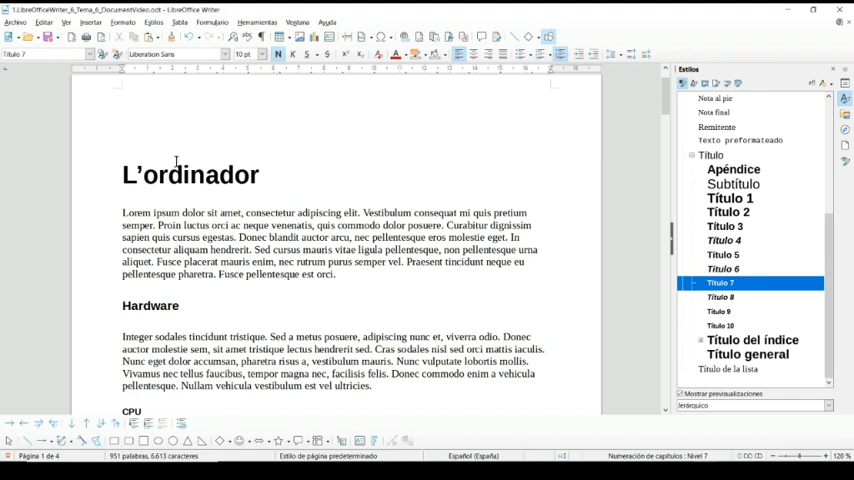 1.LibreOfficeWriter_6_Tema_6_DocumentVideo.ott - LibreOffice Writer
Archivo Editar Ver Insertar Formato Estilos Tabla Formulario Herramientas Ventana Ayuda
Título 7 Liberation Sans 10 pt N K S
Estilos
L'ordinador
Lorem ipsum dolor sit amet, consectetur adipiscing elit. Vestibulum consequat mi quis pretium
semper. Proin luctus orci ac neque venenatis, quis commodo dolor posuere. Curabitur dignissim
sapien quis cursus egestas. Donec blandit auctor arcu, nec pellentesque eros molestie eget. In
consectetur aliquam hendrerit. Sed cursus mauris vitae ligula pellentesque, non pellentesque urna
aliquet. Fusce placerat mauris enim, nec rutrum purus semper vel. Praesent tincidunt neque eu
pellentesque pharetra. Fusce pellentesque est orci.
Hardware
Integer sodales tincidunt tristique. Sed a metus posuere, adipiscing nunc et, viverra odio. Donec
auctor molestie sem, sit amet tristique lectus hendrerit sed. Cras sodales nisl sed orci mattis iaculis.
Nunc eget dolor accumsan, pharetra risus a, vestibulum mauris. Nunc vulputate lobortis mollis.
Vivamus nec tellus faucibus, tempor magna nec, facilisis felis. Donec commodo enim a vehicula
pellentesque. Nullam vehicula vestibulum est vel ultricies.
CPU
Nota al pie
Nota final
Remitente
Texto preformateado
Título
Apéndice
Subtítulo
Título 1
Título 2
Título 3
Título 4
Título 5
Título 6
Título 7
Título 8
Título 9
Título 10
Título del índice
Título general
Título de la lista
Mostrar previsualizaciones
Jerárquico
Página 1 de 4 951 palabras, 6.613 caracteres Estilo de página predeterminado Español (España) Numeración de capítulos : Nivel 7 120 %